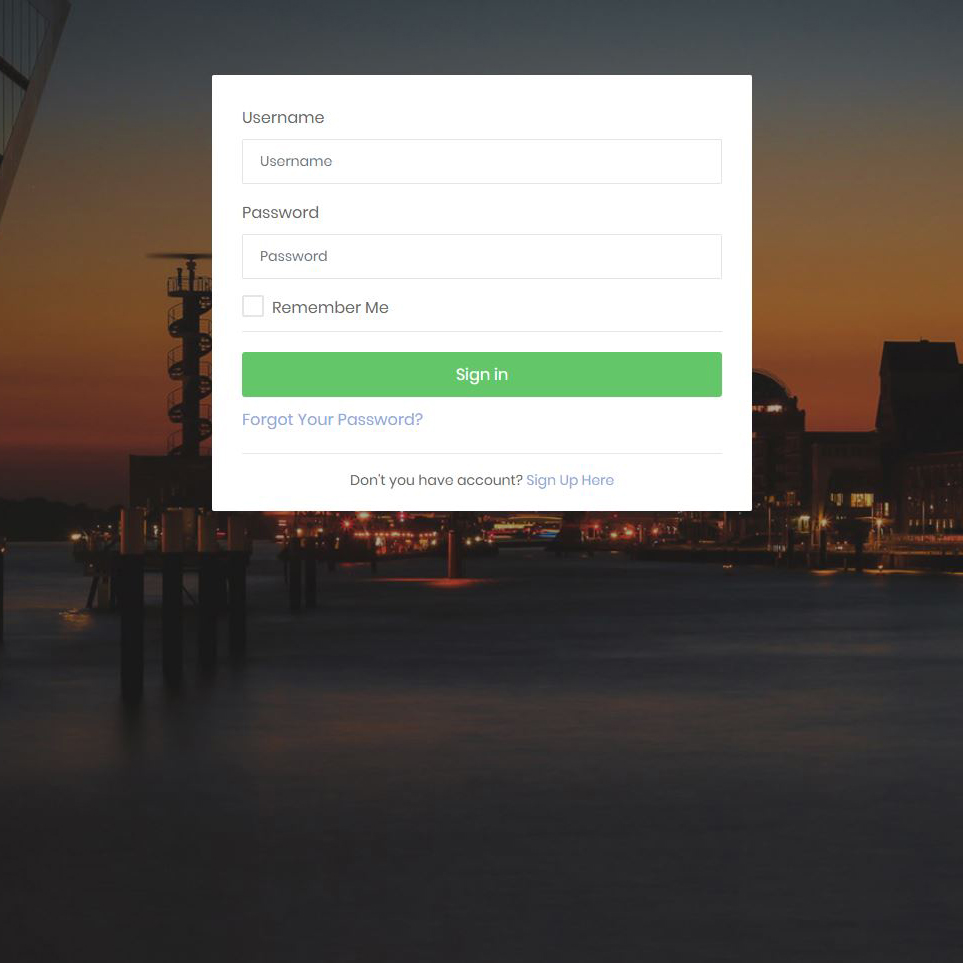 Username
Username
Password
Password
Remember Me
Sign in
Forgot Your Password?
Don't you have account? Sign Up Here